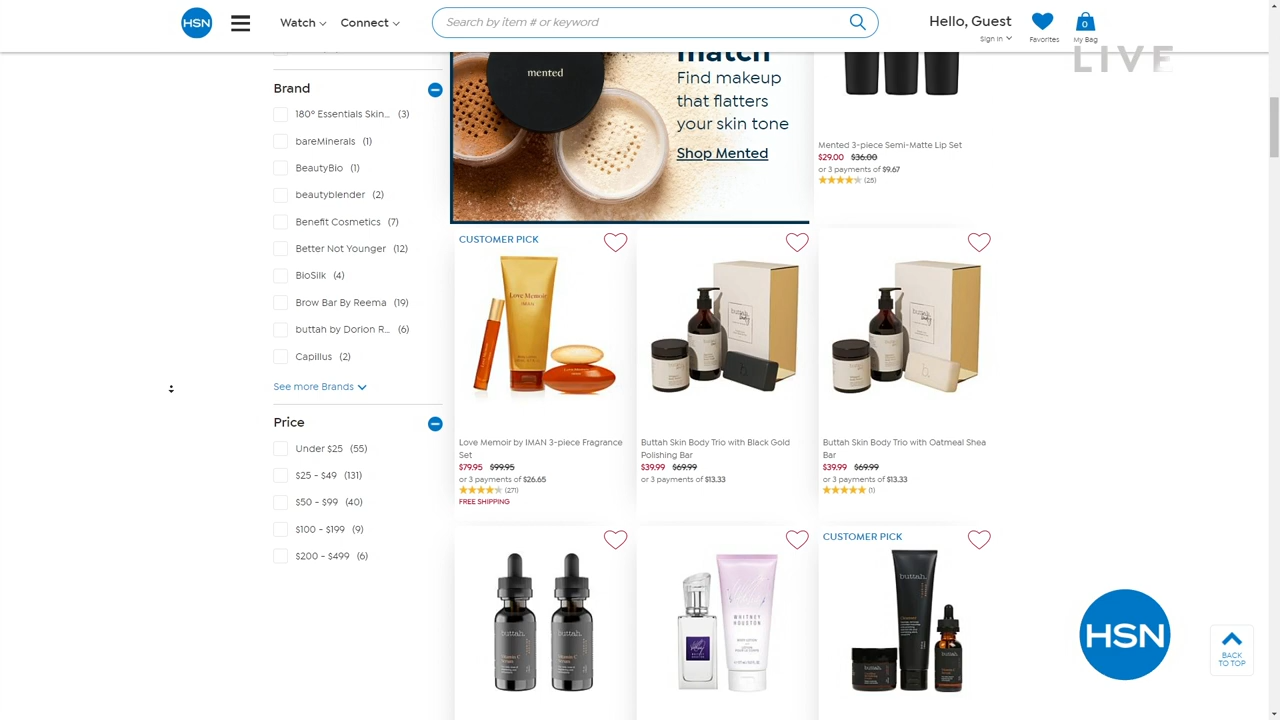 HSN
Watch
Connect
Search by item # or keyword
Hello, Guest
Sign In
Favorites
0
My Bag
LIVE
Brand
180° Essentials Skin... (3)
bareMinerals (1)
BeautyBio (1)
beautyblender (2)
Benefit Cosmetics (7)
Better Not Younger (12)
BioSilk (4)
Brow Bar By Reema (19)
buttah by Dorion R... (6)
Capillus (2)
See more Brands
Price
Under $25 (55)
$25 - $49 (131)
$50 - $99 (40)
$100 - $199 (9)
$200 - $499 (6)
mented
match
Find makeup
that flatters
your skin tone
Shop Mented
Mented 3-piece Semi-Matte Lip Set
$29.00 $36.00
or 3 payments of $9.67
(25)
CUSTOMER PICK
Love Memoir
Love Memoir by IMAN 3-piece Fragrance
Set
$79.95 $99.95
or 3 payments of $26.65
(271)
FREE SHIPPING
buttah
Buttah Skin Body Trio with Black Gold
Polishing Bar
$39.99 $69.99
or 3 payments of $13.33
buttah
Buttah Skin Body Trio with Oatmeal Shea
Bar
$39.99 $69.99
or 3 payments of $13.33
(1)
buttah.
buttah.
WHITNEY
HOUSTON
CUSTOMER PICK
buttah.
HSN
BACK
TO TOP